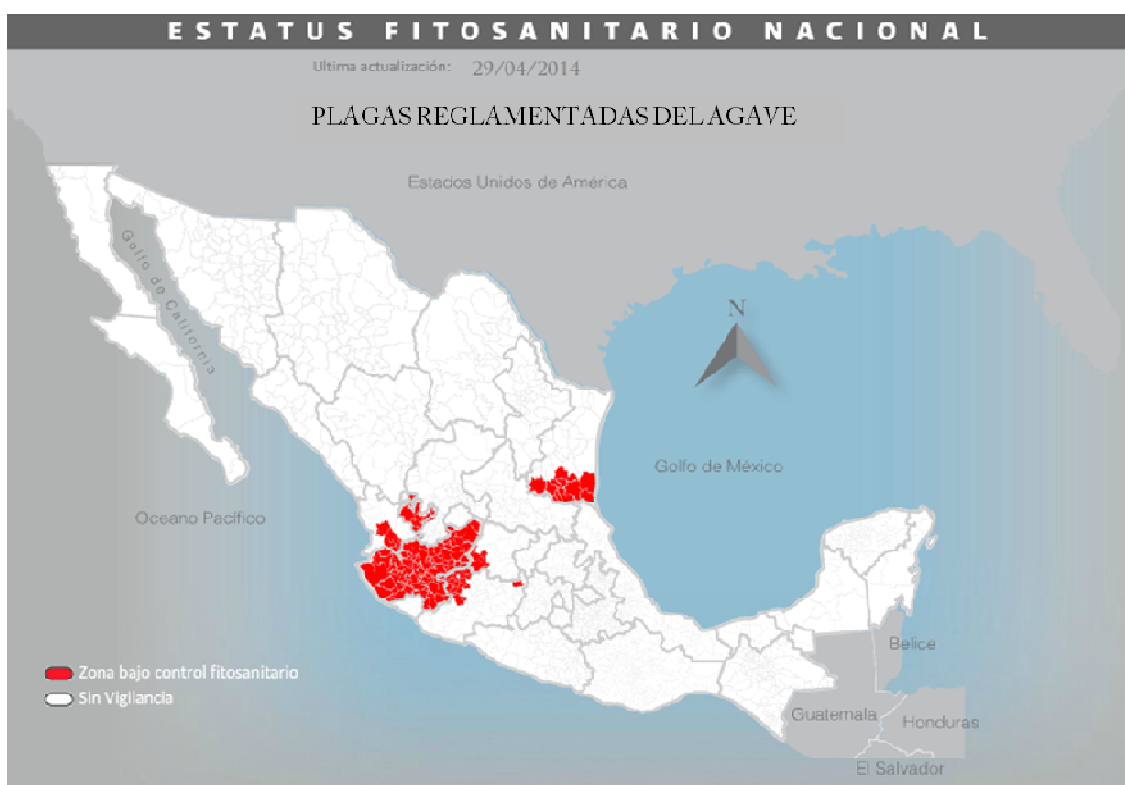 ESTATUS FITOSANITARIO NACIONAL
Ultima actualización: 29/04/2014
PLAGAS REGLAMENTADAS DEL AGAVE
Estados Unidos de América
Golfo de California
N
Golfo de México
Oceano Pacífico
Belice
Zona bajo control fitosanitario
Sin Vigilancia
Guatemala
Honduras
El Salvador